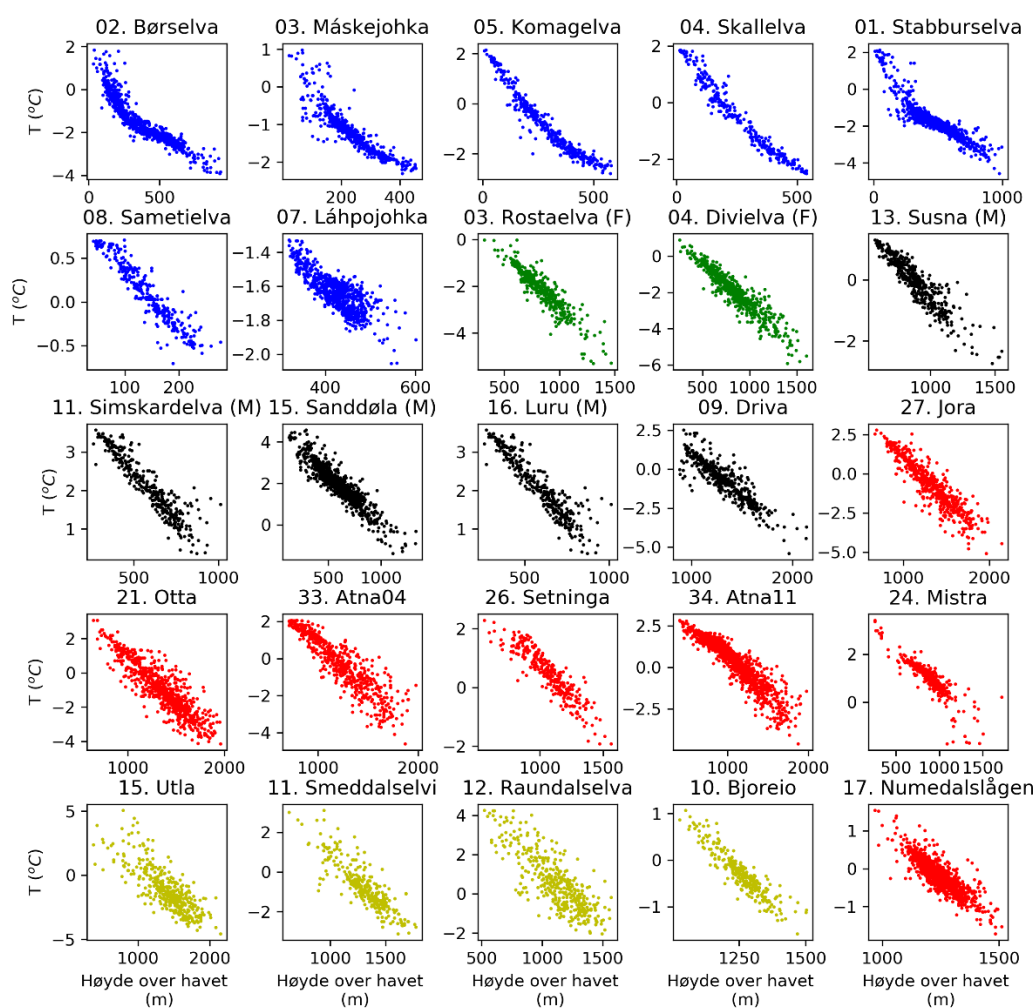 02. Børselva 03. Máskejohka 05. Komagelva 04. Skallelva 01. Stabburselva
T (°C)
2 0 −2 −4
1 0 −1 −2
2 0 −2
2 0 −2
2 0 −2 −4
0 500
200 400
0 500
0 500
0 1000
08. Sametielva 07. Láhpojohka 03. Rostaelva (F) 04. Divielva (F) 13. Susna (M)
T (°C)
0.5 0.0 −0.5
−1.4 −1.6 −1.8 −2.0
0 −2 −4
0 −2 −4 −6
0 −2
100 200
400 600
500 1000 1500
500 1000 1500
500 1000 1500
11. Simskardelva (M) 15. Sanddøla (M) 16. Luru (M) 09. Driva 27. Jora
T (°C)
3 2 1
4 2 0
3 2 1
2.5 0.0 −2.5 −5.0
2.5 0.0 −2.5 −5.0
500 1000
500 1000
500 1000
1000 1500 2000
1000 2000
21. Otta 33. Atna04 26. Setninga 34. Atna11 24. Mistra
T (°C)
2 0 −2 −4
2 0 −2 −4
2 0 −2
2.5 0.0 −2.5
2 0
1000 2000
1000 2000
1000 1500
1000 2000
500 1000 1500
15. Utla 11. Smeddalselvi 12. Raundalselva 10. Bjoreio 17. Numedalslågen
T (°C)
5 0 −5
2 0 −2
4 2 0 −2
1 0 −1
1 0 −1
1000 2000
1000 1500
500 1000 1500
1250 1500
1000 1500
Høyde over havet Høyde over havet Høyde over havet Høyde over havet Høyde over havet
(m) (m) (m) (m) (m)